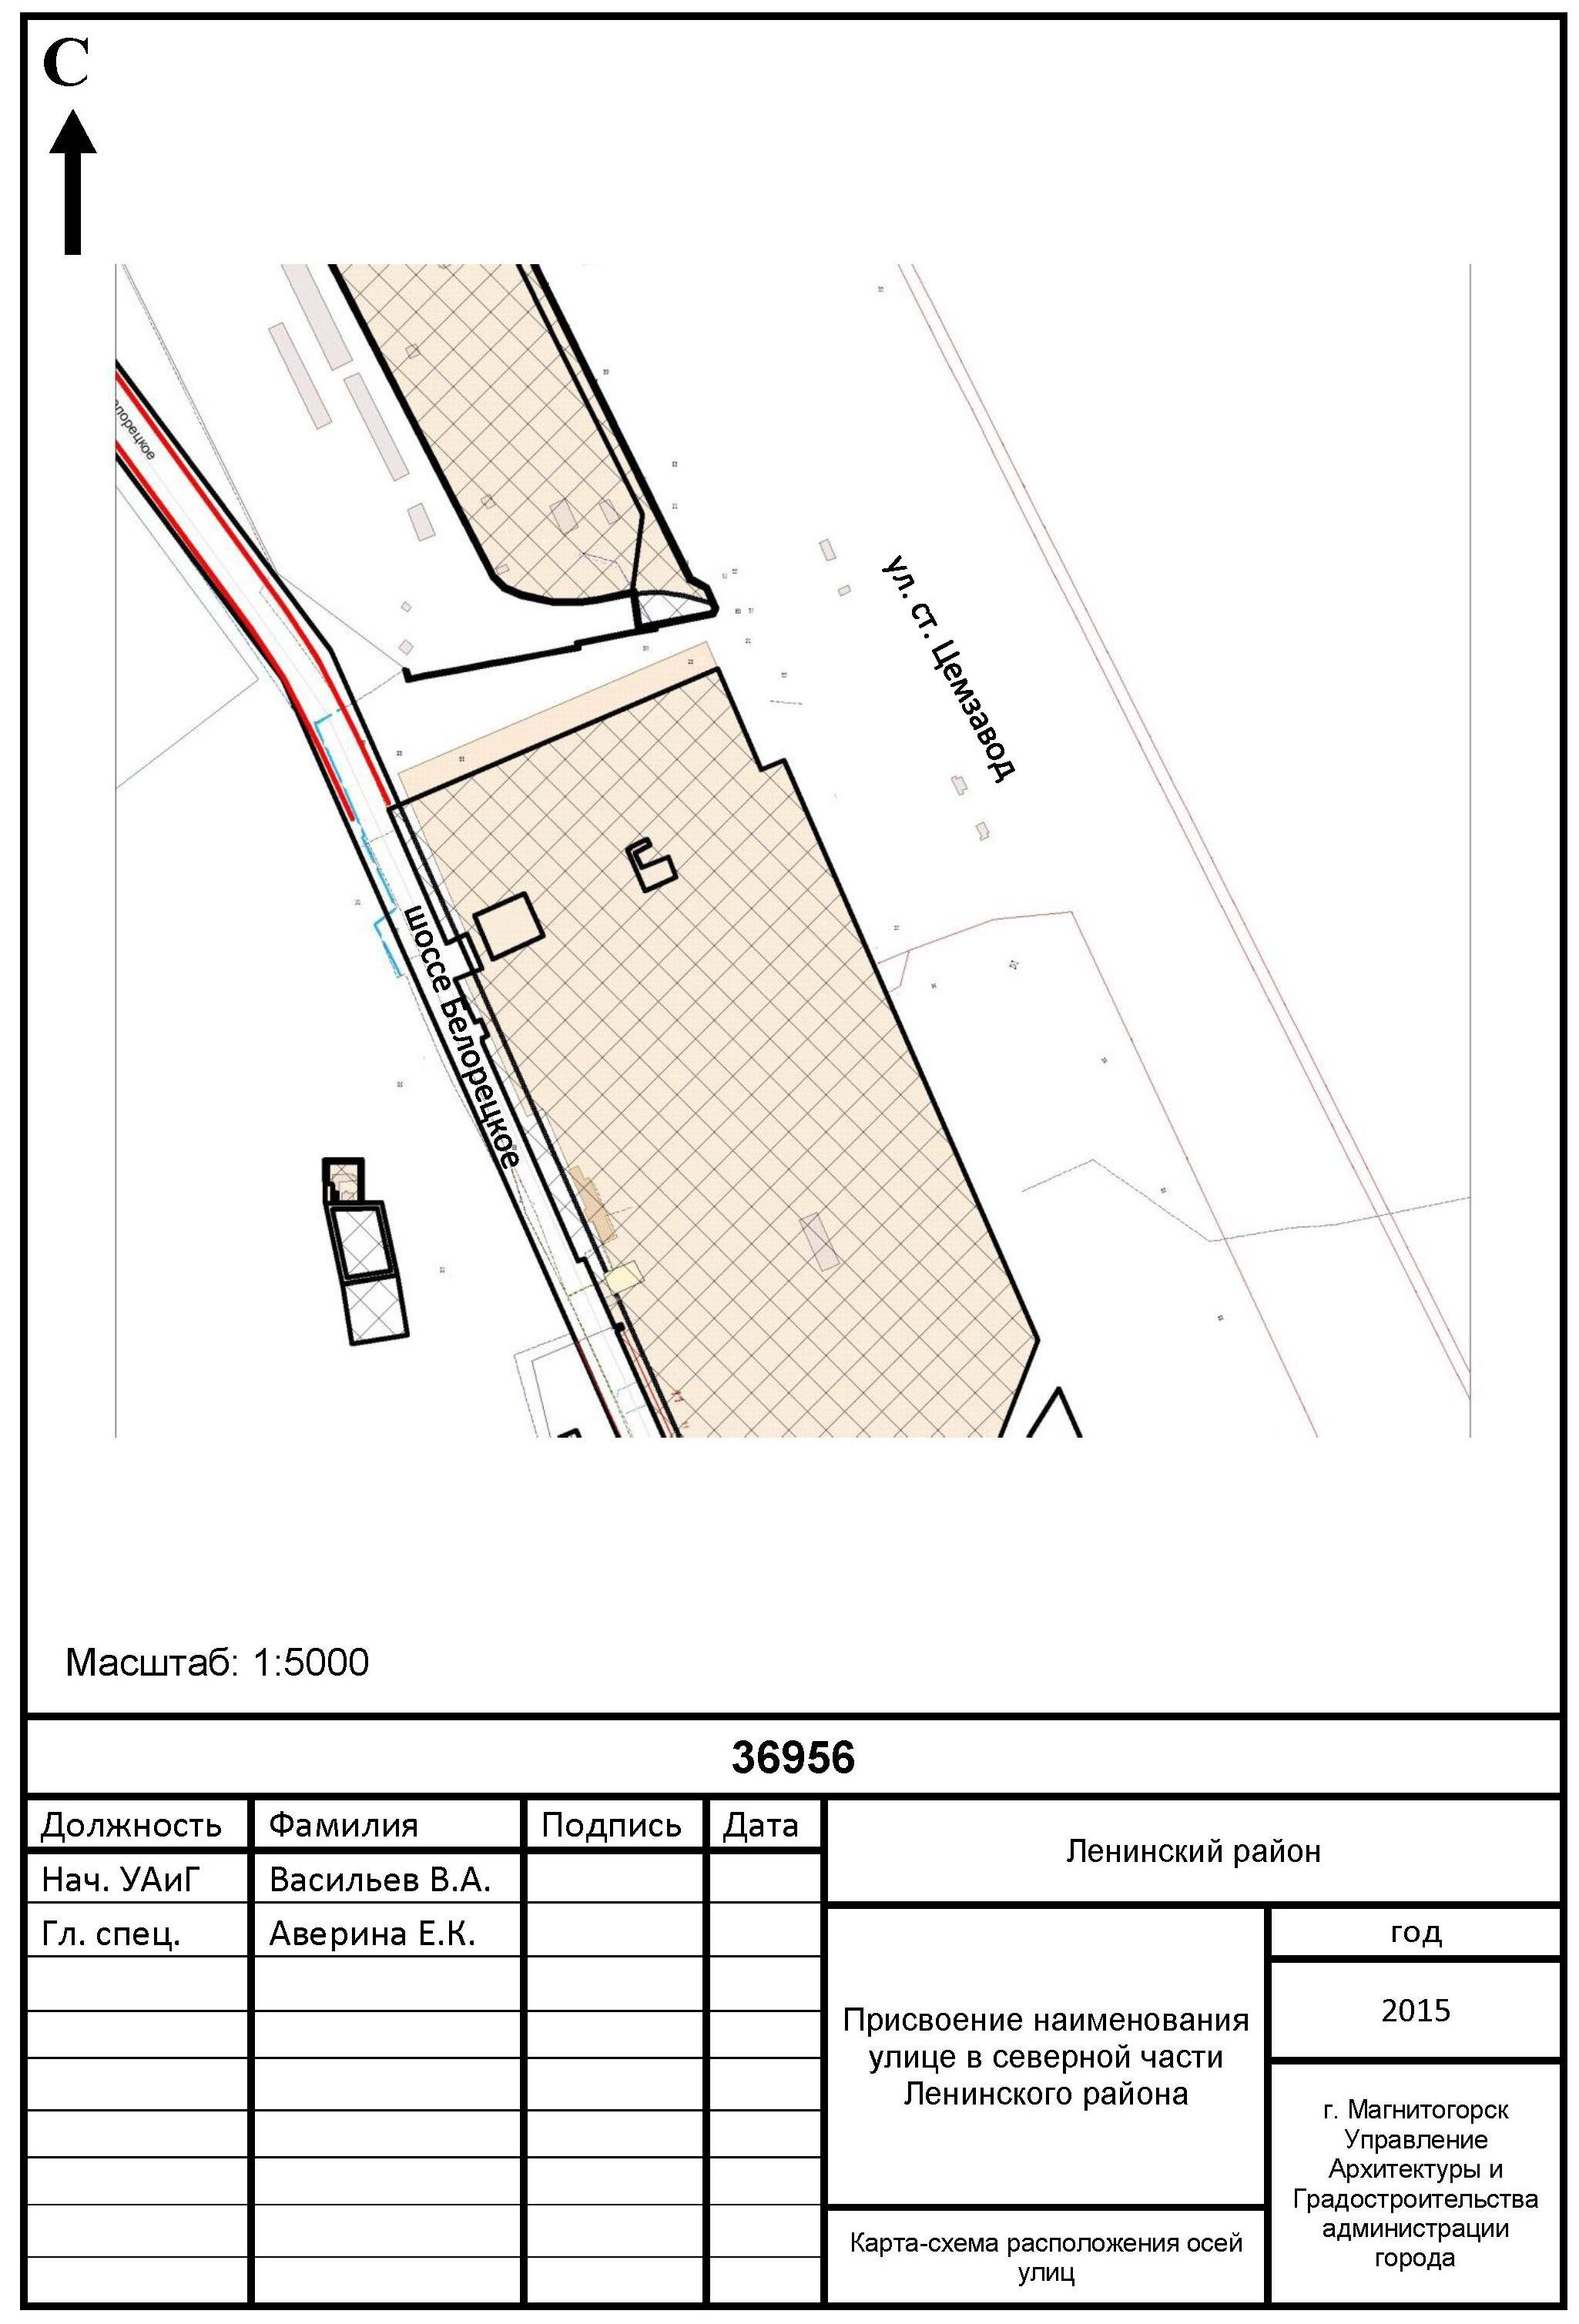 С
лорецкое
ул. ст. Цемзавод
шоссе Белорецкое
Масштаб: 1:5000
36956
Должность Фамилия Подпись Дата
Нач. УАиГ Васильев В.А.
Гл. спец. Аверина Е.К.
Ленинский район
Присвоение наименования
улице в северной части
Ленинского района
Карта-схема расположения осей
улиц
год
2015
г. Магнитогорск
Управление
Архитектуры и
Градостроительства
администрации
города